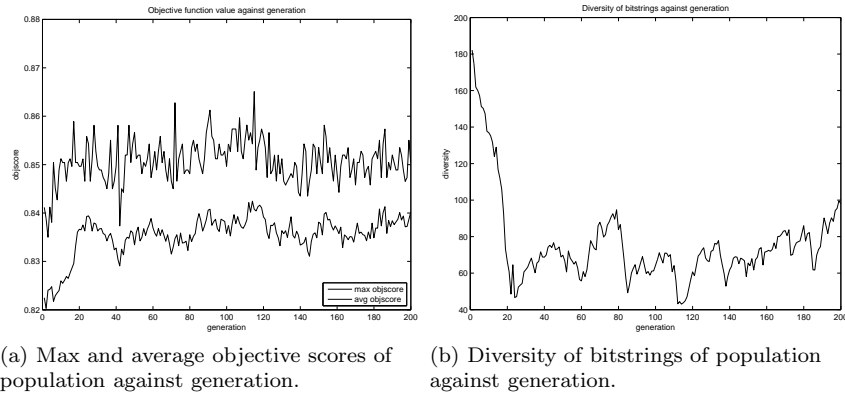 Objective function value against generation
0.88
0.87
0.86
0.85
0.84
0.83
0.82
objscore
0 20 40 60 80 100 120 140 160 180 200
generation
max objscore
avg objscore
(a) Max and average objective scores of
population against generation.
Diversity of bitstrings against generation
200
180
160
140
120
100
80
60
40
diversity
0 20 40 60 80 100 120 140 160 180 200
generation
(b) Diversity of bitstrings of population
against generation.